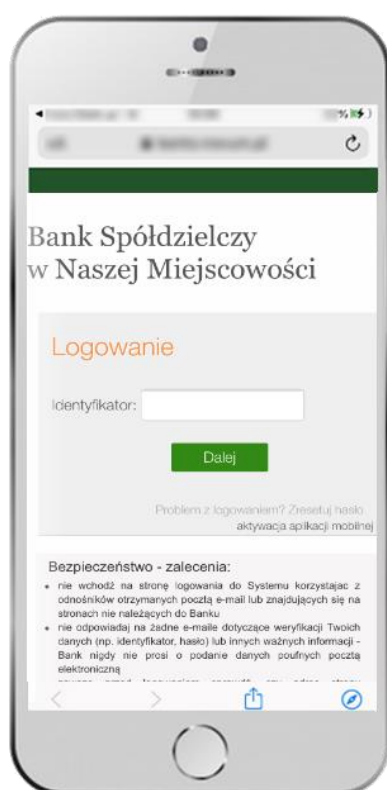 Bank Spółdzielczy
w Naszej Miejscowości
Logowanie
Identyfikator:
Dalej
Problem z logowaniem? Zresetuj hasło
aktywacja aplikacji mobilnej
Bezpieczeństwo - zalecenia:
nie wchodź na stronę logowania do Systemu korzystając z
odnośników otrzymanych pocztą e-mail lub znajdujących się na
stronach nie należących do Banku
nie odpowiadaj na żadne e-maile dotyczące weryfikacji Twoich
danych (np. identyfikator, hasło) lub innych ważnych informacji -
Bank nigdy nie prosi o podanie danych poufnych pocztą
elektroniczną